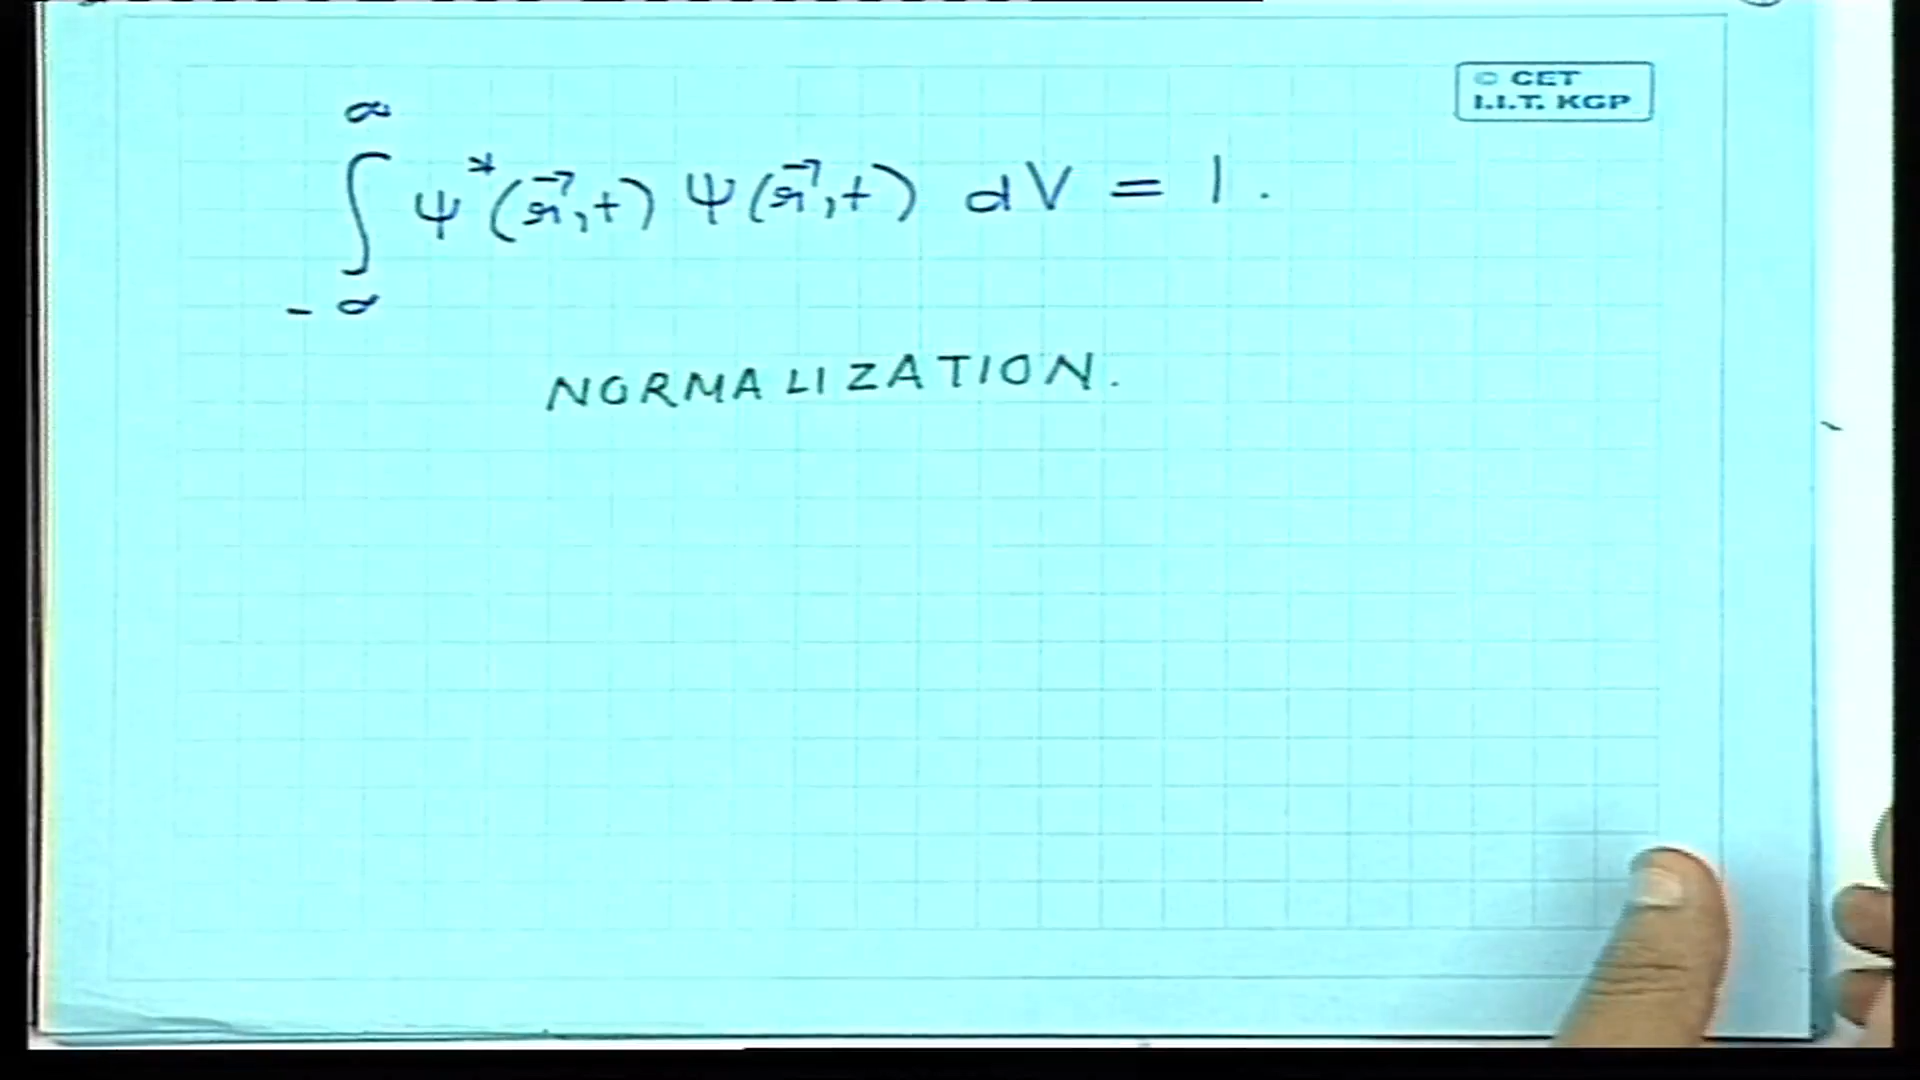 © CET
I.I.T. KGP
∞
∫ ψ*(r⃗,t) ψ(r⃗,t) dV = 1.
-∞
NORMALIZATION.